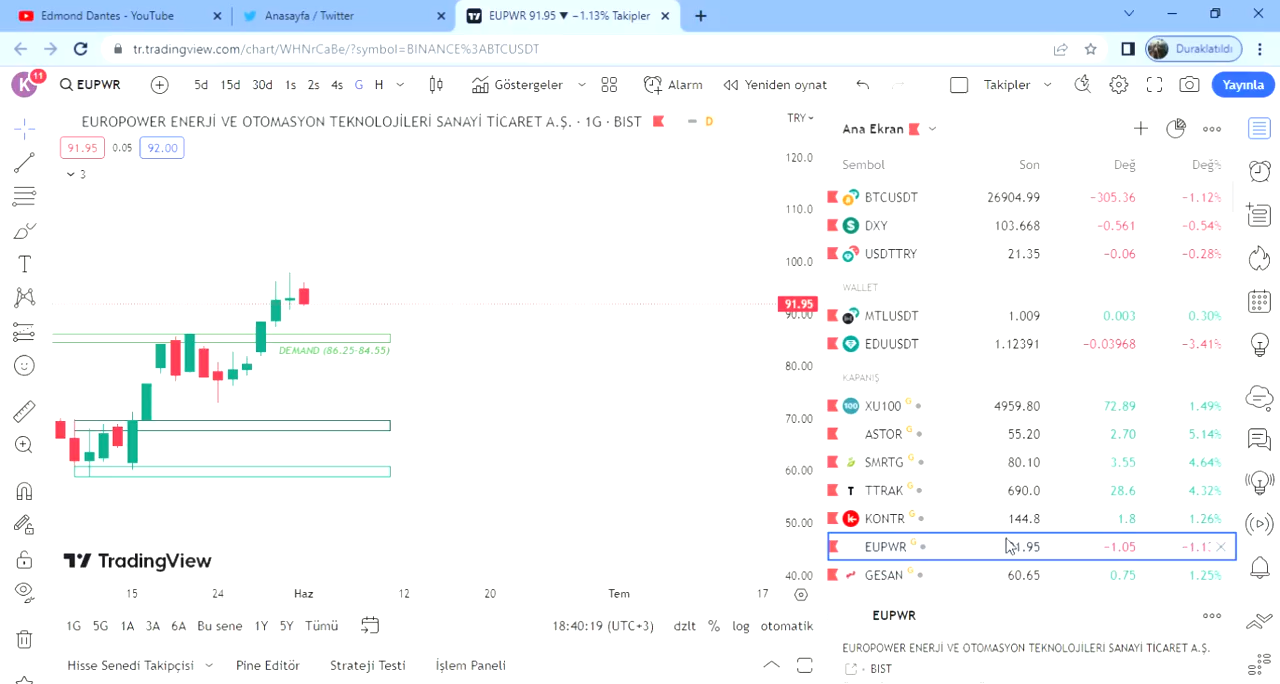 Edmond Dantes - YouTube
Anasayfa / Twitter
EUPWR 91.95 ▼ −1.13% Takipler
tr.tradingview.com/chart/WHNrCaBe/?symbol=BINANCE%3ABTCUSDT
Duraklatıldı
K 11
EUPWR
5d 15d 30d 1s 2s 4s G H
Göstergeler
Alarm
Yeniden oynat
Takipler
Yayınla
EUROPOWER ENERJİ VE OTOMASYON TEKNOLOJİLERİ SANAYİ TİCARET A.Ş. · 1G · BIST
D
TRY
91.95 0.05 92.00
3
120.0
110.0
100.0
91.95
90.00
80.00
70.00
60.00
50.00
40.00
DEMAND (86.25-84.55)
TradingView
15 24 Haz 12 20 Tem 17
1G 5G 1A 3A 6A Bu sene 1Y 5Y Tümü
18:40:19 (UTC+3) dzlt % log otomatik
Hisse Senedi Takipçisi Pine Editör Strateji Testi İşlem Paneli
Ana Ekran
Sembol Son Değ Değ%
BTCUSDT 26904.99 −305.36 −1.12%
DXY 103.668 −0.561 −0.54%
USDTTRY 21.35 −0.06 −0.28%
WALLET
MTLUSDT 1.009 0.003 0.30%
EDUUSDT 1.12391 −0.03968 −3.41%
KAPANIŞ
100 XU100 G 4959.80 72.89 1.49%
ASTOR G 55.20 2.70 5.14%
SMRTG G 80.10 3.55 4.64%
T TTRAK G 690.0 28.6 4.32%
KONTR G 144.8 1.8 1.26%
EUPWR G 1.95 −1.05 −1.1
GESAN G 60.65 0.75 1.25%
EUPWR
EUROPOWER ENERJİ VE OTOMASYON TEKNOLOJİLERİ SANAYİ TİCARET A.Ş.
BIST